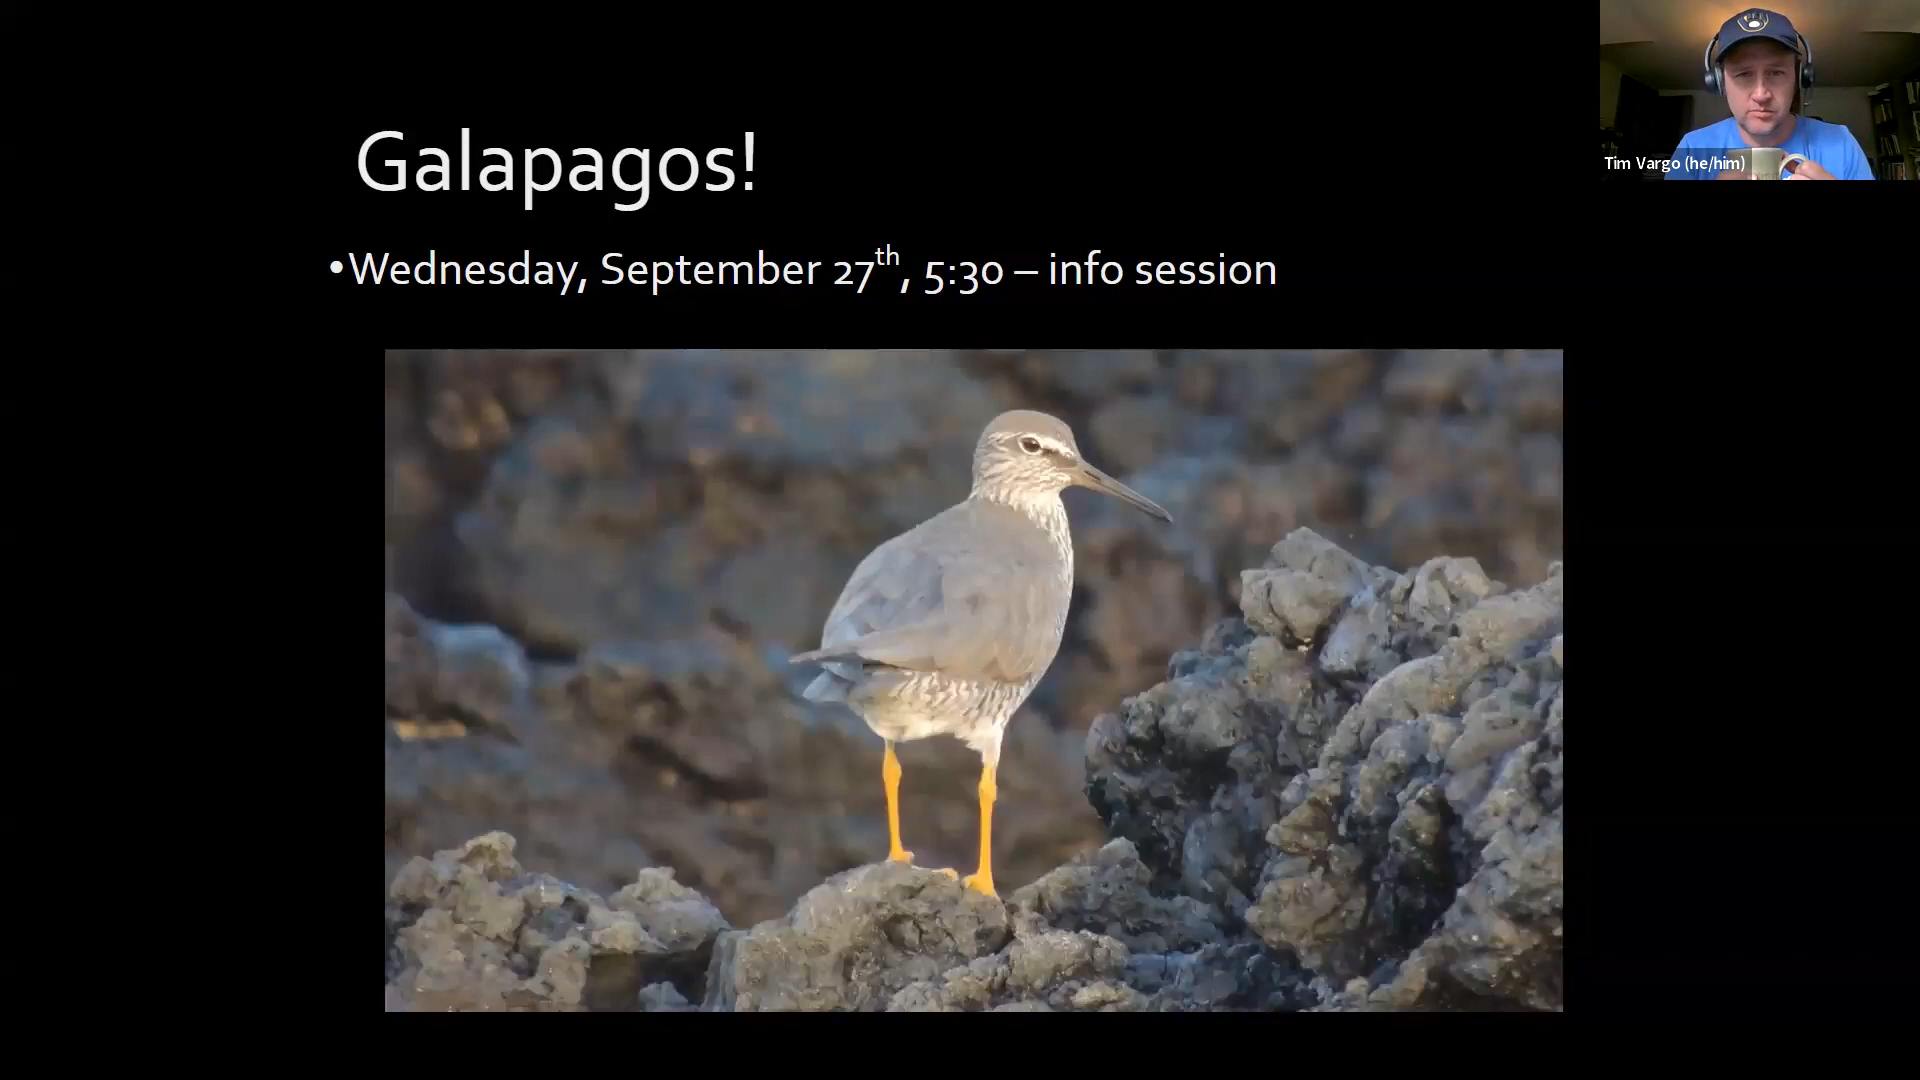 Galapagos!
•Wednesday, September 27th, 5:30 – info session
Tim Vargo (he/him)